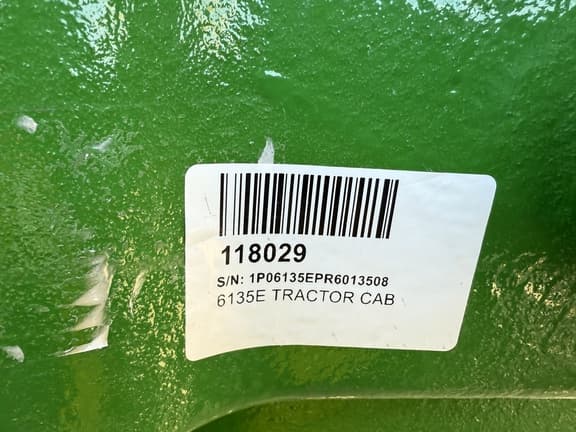 118029
S/N: 1P06135EPR6013508
6135E TRACTOR CAB